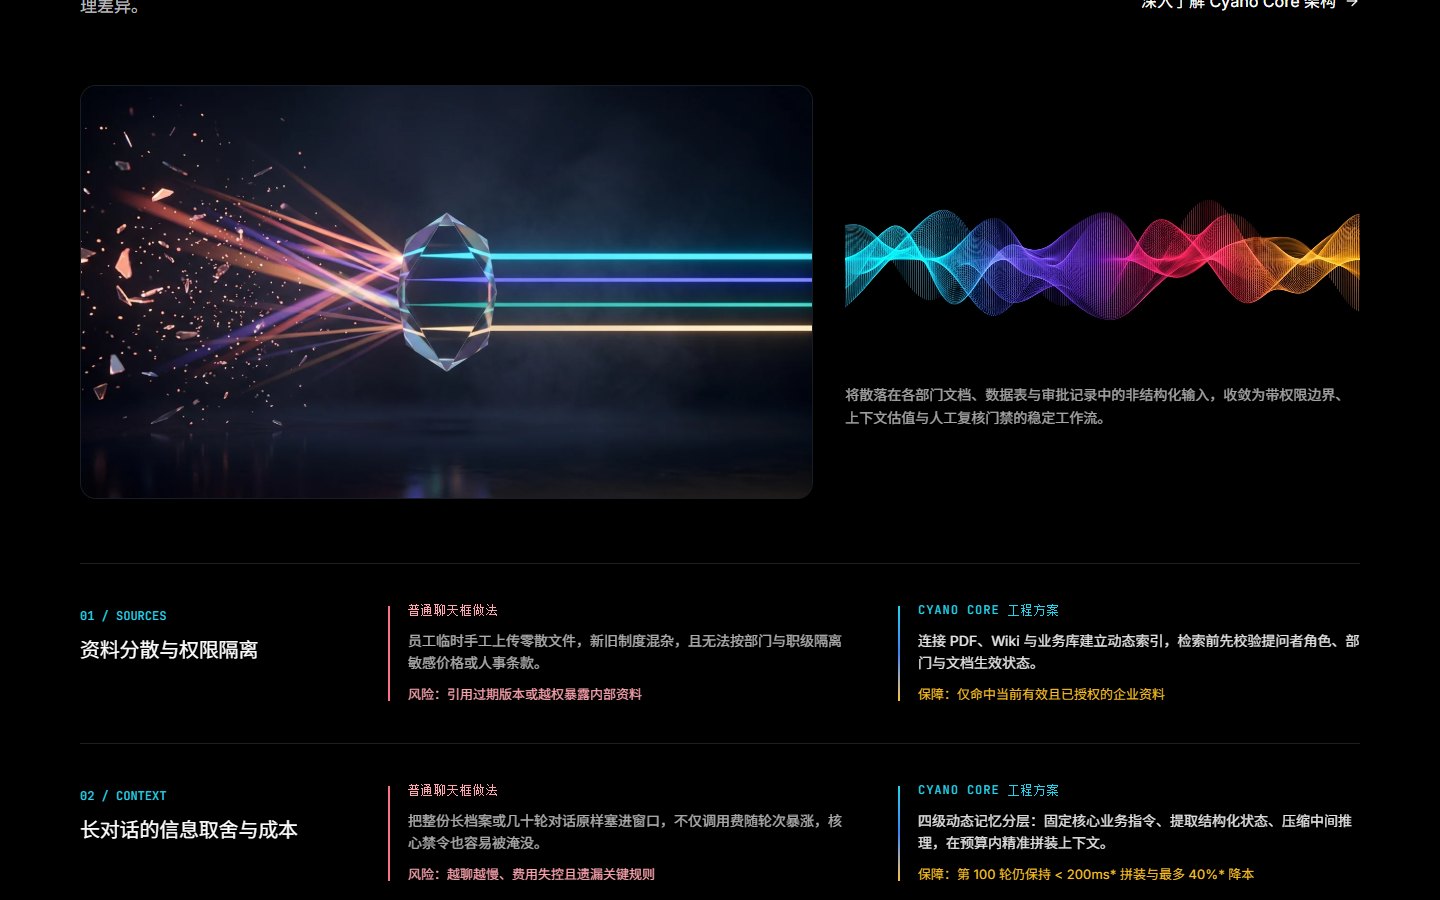 理差异。
深入了解 Cyano Core 架构 →
将散落在各部门文档、数据表与审批记录中的非结构化输入，收敛为带权限边界、
上下文估值与人工复核门禁的稳定工作流。
01 / SOURCES
资料分散与权限隔离
普通聊天框做法
员工临时手工上传零散文件，新旧制度混杂，且无法按部门与职级隔离
敏感价格或人事条款。
风险：引用过期版本或越权暴露内部资料
CYANO CORE 工程方案
连接 PDF、Wiki 与业务库建立动态索引，检索前先校验提问者角色、部
门与文档生效状态。
保障：仅命中当前有效且已授权的企业资料
02 / CONTEXT
长对话的信息取舍与成本
普通聊天框做法
把整份长档案或几十轮对话原样塞进窗口，不仅调用费随轮次暴涨，核
心禁令也容易被淹没。
风险：越聊越慢、费用失控且遗漏关键规则
CYANO CORE 工程方案
四级动态记忆分层：固定核心业务指令、提取结构化状态、压缩中间推
理，在预算内精准拼装上下文。
保障：第 100 轮仍保持 < 200ms* 拼装与最多 40%* 降本